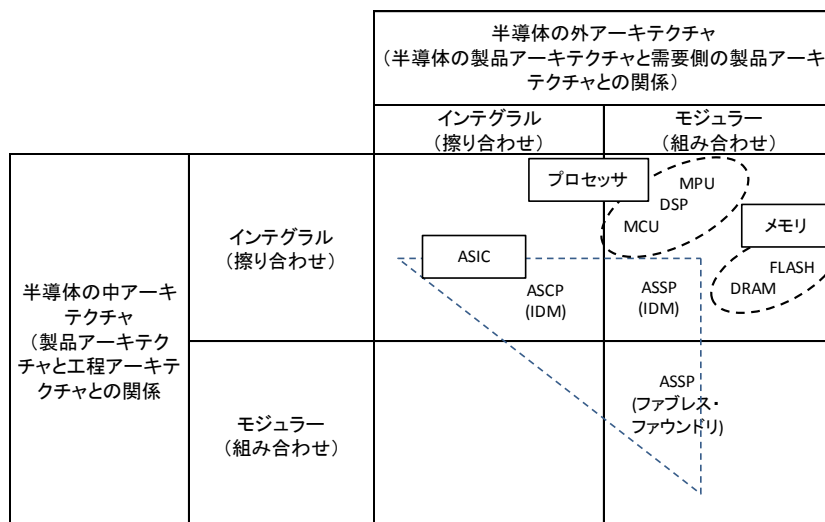 半導体の外アーキテクチャ
（半導体の製品アーキテクチャと需要側の製品アーキ
テクチャとの関係）
インテグラル
（擦り合わせ）
モジュラー
（組み合わせ）
半導体の中アーキ
テクチャ
（製品アーキテク
チャと工程アーキテ
クチャとの関係
インテグラル
（擦り合わせ）
プロセッサ
MPU
DSP
MCU
メモリ
FLASH
DRAM
ASIC
ASCP
(IDM)
ASSP
(IDM)
モジュラー
（組み合わせ）
ASSP
(ファブレス・
ファウンドリ)